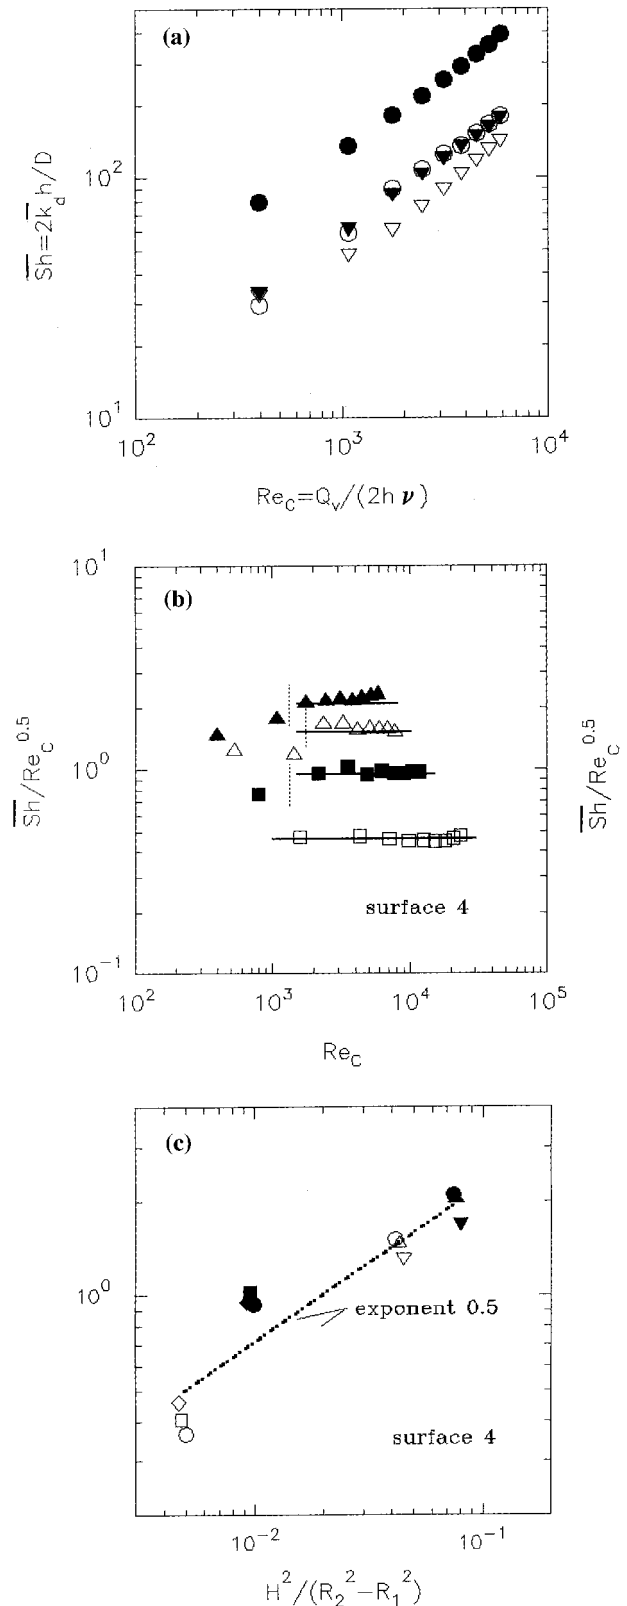 (a)
10^2
10^1
Sh=2k_d h/D
10^2
10^3
10^4
Re_C=Q_v/(2hν)
(b)
10^1
10^0
10^-1
Sh/Re_C^0.5
Sh/Re_C^0.5
surface 4
10^2
10^3
10^4
10^5
Re_C
(c)
10^0
exponent 0.5
surface 4
10^-2
10^-1
H^2/(R_2^2-R_1^2)